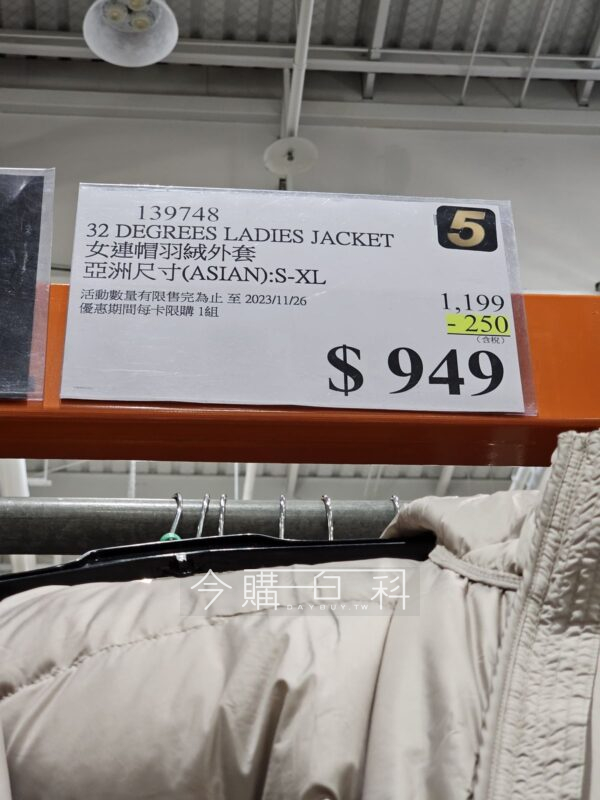 139748
32 DEGREES LADIES JACKET
5
女連帽羽絨外套
亞洲尺寸(ASIAN):S-XL
活動數量有限售完為止 至 2023/11/26
優惠期間每卡限購 1組
1,199
- 250
(含稅)
$ 949
今購百科
DAYBUY.TW